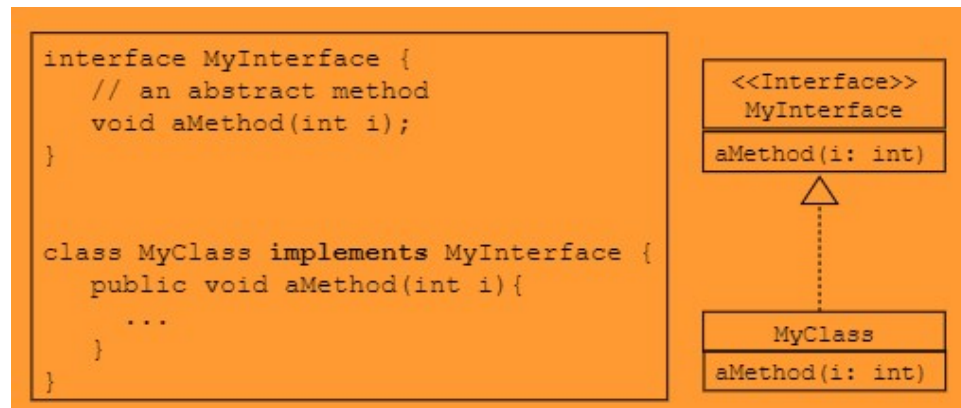 interface MyInterface {
// an abstract method
void aMethod(int i);
}
class MyClass implements MyInterface {
public void aMethod(int i){
...
}
}
<<Interface>>
MyInterface
aMethod(i: int)
MyClass
aMethod(i: int)